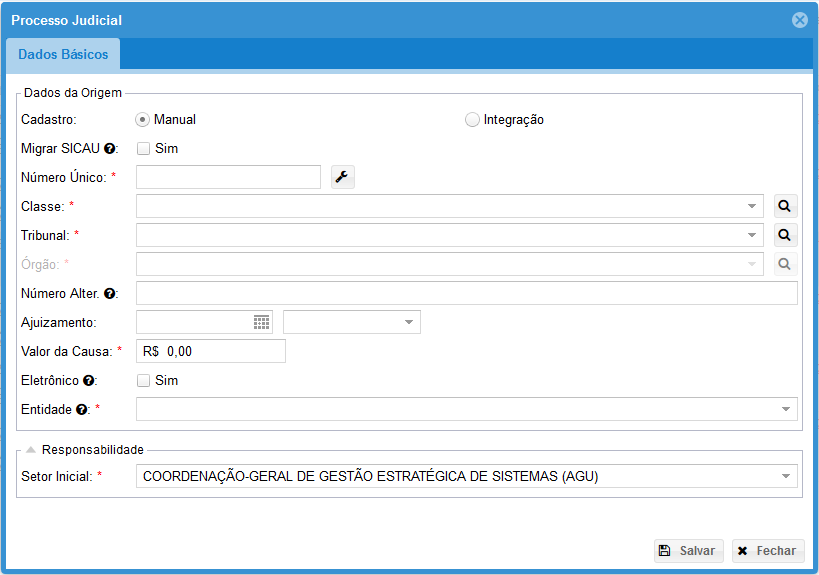 Processo Judicial
Dados Básicos
Dados da Origem
Cadastro: Manual Integração
Migrar SICAU ?: Sim
Número Único: *
Classe: *
Tribunal: *
Órgão: *
Número Alter. ?:
Ajuizamento:
Valor da Causa: * R$ 0,00
Eletrônico ?: Sim
Entidade ?: *
Responsabilidade
Setor Inicial: * COORDENAÇÃO-GERAL DE GESTÃO ESTRATÉGICA DE SISTEMAS (AGU)
Salvar Fechar